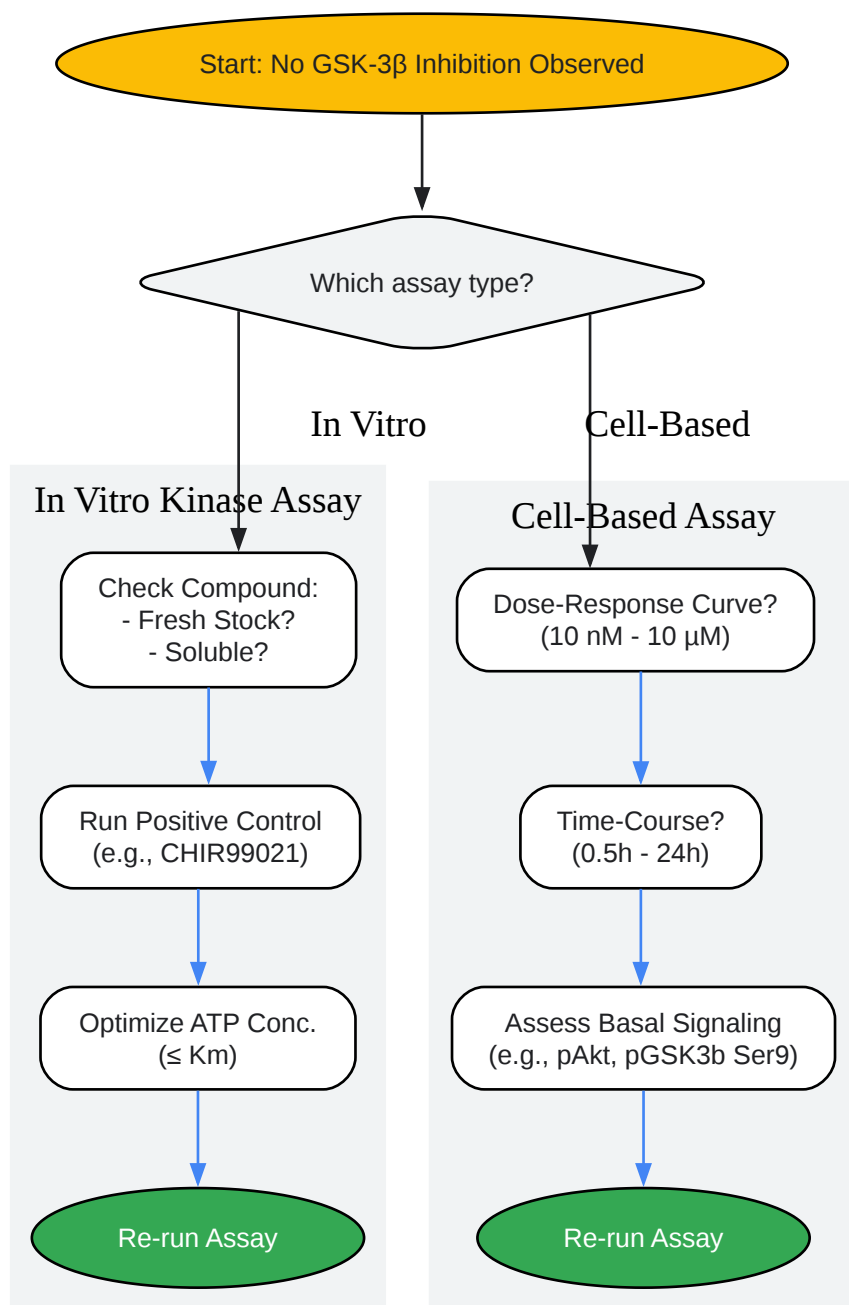 Start: No GSK-3β Inhibition Observed
Which assay type?
In Vitro
Cell-Based
In Vitro Kinase Assay
Check Compound:
- Fresh Stock?
- Soluble?
Run Positive Control
(e.g., CHIR99021)
Optimize ATP Conc.
(≤ Km)
Re-run Assay
Cell-Based Assay
Dose-Response Curve?
(10 nM - 10 µM)
Time-Course?
(0.5h - 24h)
Assess Basal Signaling
(e.g., pAkt, pGSK3b Ser9)
Re-run Assay